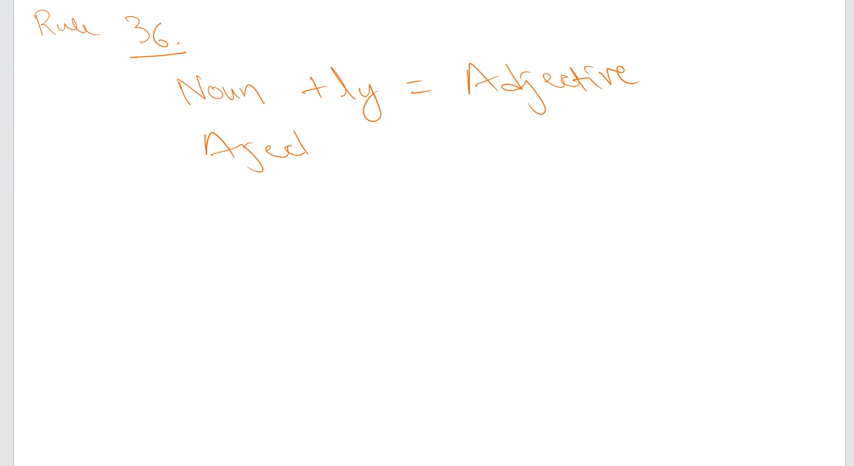 Rule 36.
Noun + ly = Adjective
Aged